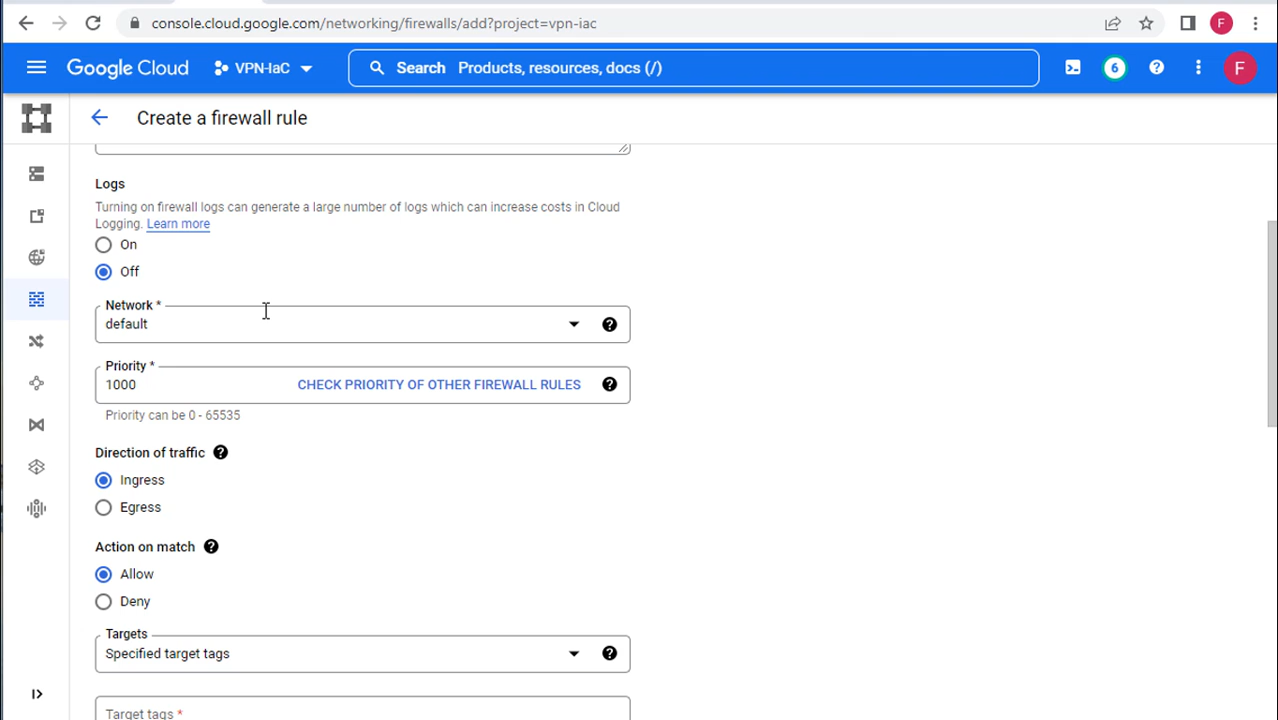 console.cloud.google.com/networking/firewalls/add?project=vpn-iac
F
Google Cloud
VPN-IaC
Search Products, resources, docs (/)
6
F
Create a firewall rule
Logs
Turning on firewall logs can generate a large number of logs which can increase costs in Cloud
Logging. Learn more
On
Off
Network *
default
Priority *
1000
CHECK PRIORITY OF OTHER FIREWALL RULES
Priority can be 0 - 65535
Direction of traffic
Ingress
Egress
Action on match
Allow
Deny
Targets
Specified target tags
Target tags *